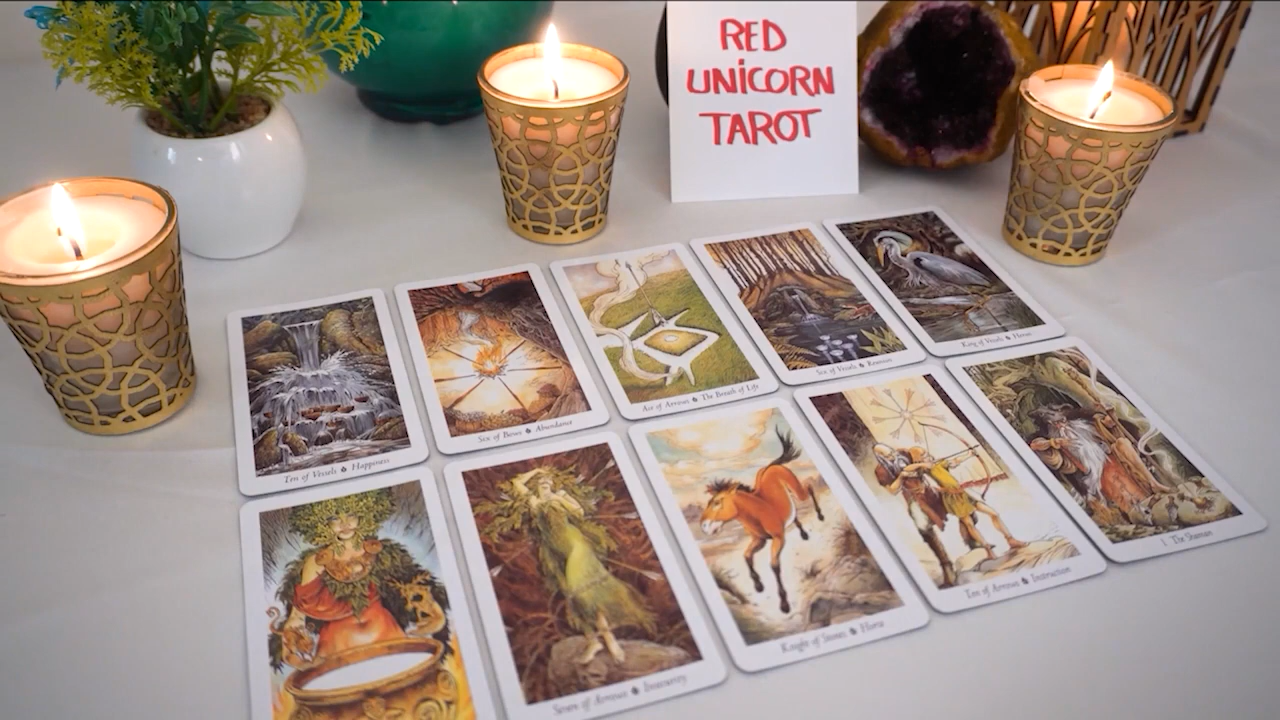 RED
UNiCORN
TAROT
Ten of Vessels Happiness
Six of Bows Abundance
Ace of Arrows The Breath of Life
Six of Vessels Reunion
King of Vessels Heron
Seven of Arrows Insecurity
Knight of Stones Horse
Ten of Arrows Instruction
1. The Shaman